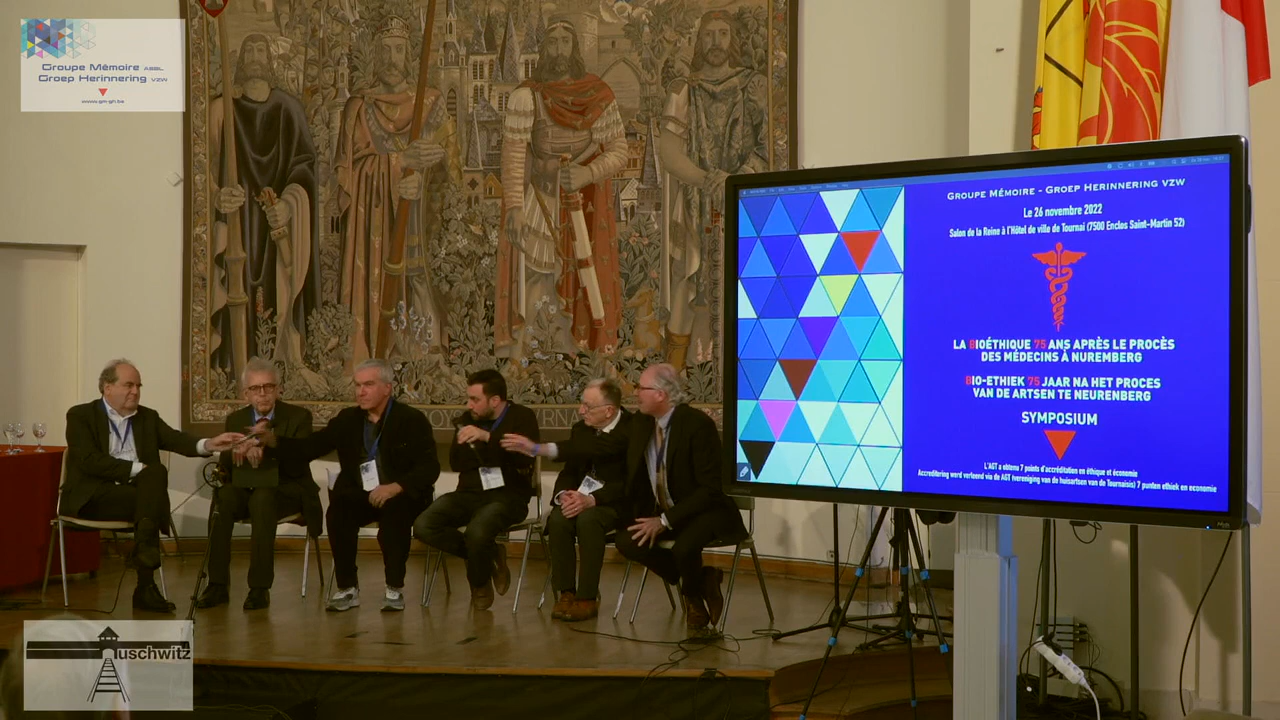 Groupe Mémoire ASBL
Groep Herinnering VZW
www.gm-gh.be
GROUPE MÉMOIRE - GROEP HERINNERING VZW
Le 26 novembre 2022
Salon de la Reine à l'Hôtel de ville de Tournai (7500 Enclos Saint-Martin 52)
LA BIOÉTHIQUE 75 ANS APRÈS LE PROCÈS
DES MÉDECINS À NUREMBERG
BIO-ETHIEK 75 JAAR NA HET PROCES
VAN DE ARTSEN TE NEURENBERG
SYMPOSIUM
L'AGT a obtenu 7 points d'accréditation en éthique et économie
Accreditering werd verleend via de AGT (vereniging van de huisartsen van de Tournaisis) 7 punten ethiek en economie
uschwitz